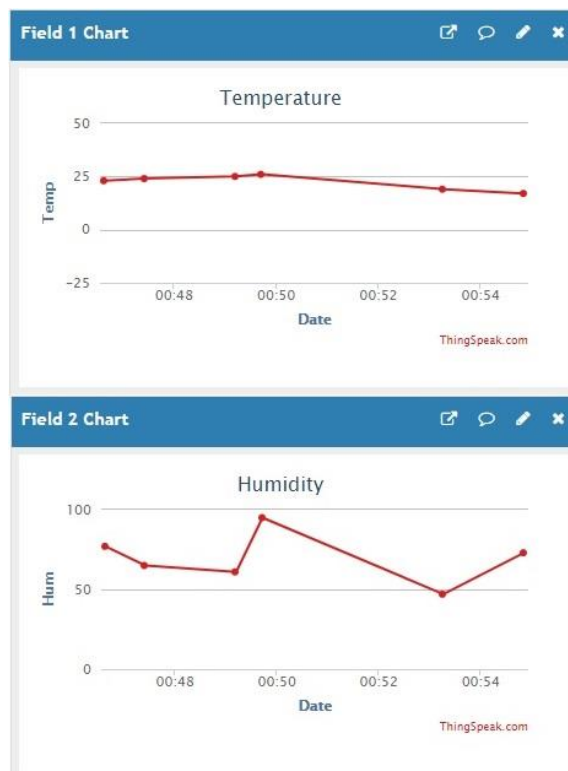 Field 1 Chart
Temperature
50
25
0
−25
Temp
00:48 00:50 00:52 00:54
Date
ThingSpeak.com
Field 2 Chart
Humidity
100
50
0
Hum
00:48 00:50 00:52 00:54
Date
ThingSpeak.com